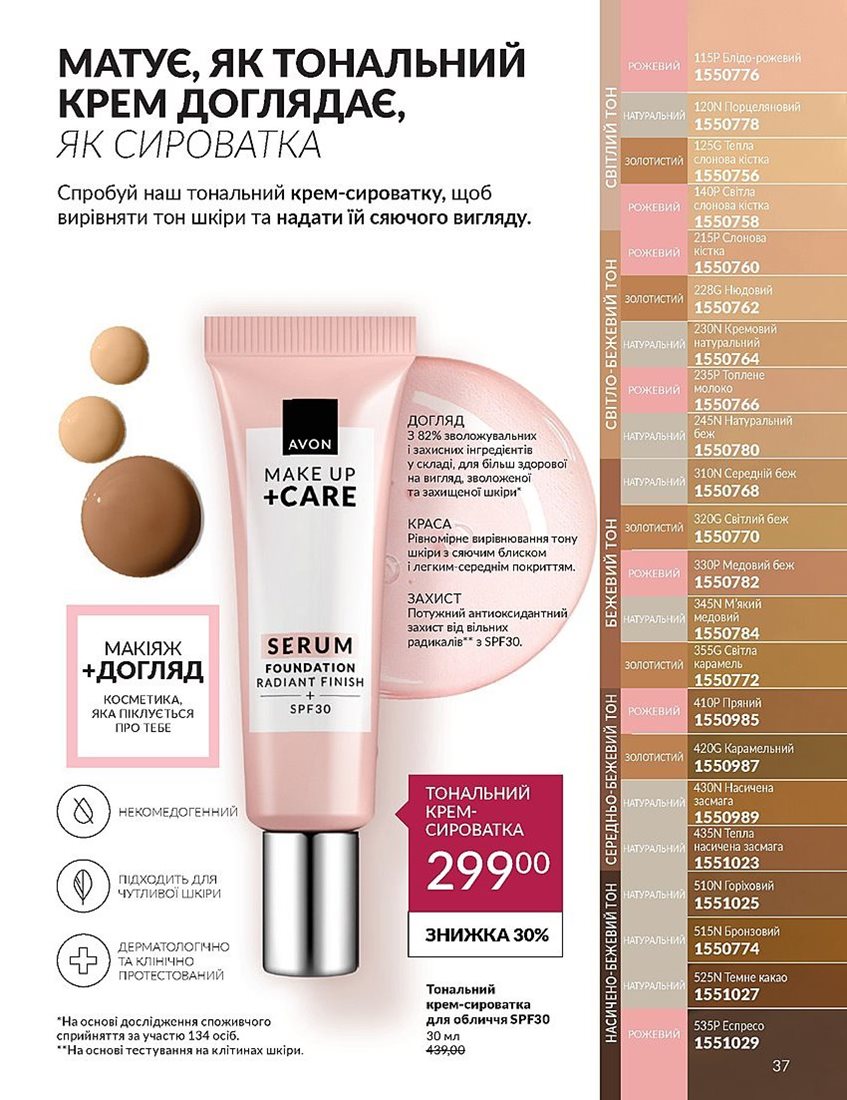 МАТУЄ, ЯК ТОНАЛЬНИЙ
КРЕМ ДОГЛЯДАЄ,
ЯК СИРОВАТКА
Спробуй наш тональний крем-сироватку, щоб
вирівняти тон шкіри та надати їй сяючого вигляду.
AVON
MAKE UP
+CARE
SERUM
FOUNDATION
RADIANT FINISH
+
SPF30
ДОГЛЯД
З 82% зволожувальних
і захисних інгредієнтів
у складі, для більш здорової
на вигляд, зволоженої
та захищеної шкіри*
КРАСА
Рівномірне вирівнювання тону
шкіри з сяючим блиском
і легким-середнім покриттям.
ЗАХИСТ
Потужний антиоксидантний
захист від вільних
радикалів** з SPF30.
МАКІЯЖ
+ДОГЛЯД
КОСМЕТИКА,
ЯКА ПІКЛУЄТЬСЯ
ПРО ТЕБЕ
НЕКОМЕДОГЕННИЙ
ПІДХОДИТЬ ДЛЯ
ЧУТЛИВОЇ ШКІРИ
ДЕРМАТОЛОГІЧНО
ТА КЛІНІЧНО
ПРОТЕСТОВАНИЙ
*На основі дослідження споживчого
сприйняття за участю 134 осіб.
**На основі тестування на клітинах шкіри.
ТОНАЛЬНИЙ
КРЕМ-
СИРОВАТКА
29900
ЗНИЖКА 30%
Тональний
крем-сироватка
для обличчя SPF30
30 мл
439,00
СВІТЛИЙ ТОН
РОЖЕВИЙ
115P Блідо-рожевий
1550776
НАТУРАЛЬНИЙ
120N Порцеляновий
1550778
ЗОЛОТИСТИЙ
125G Тепла
слонова кістка
1550756
РОЖЕВИЙ
140P Світла
слонова кістка
1550758
СВІТЛО-БЕЖЕВИЙ ТОН
РОЖЕВИЙ
215P Слонова
кістка
1550760
ЗОЛОТИСТИЙ
228G Нюдовий
1550762
НАТУРАЛЬНИЙ
230N Кремовий
натуральний
1550764
РОЖЕВИЙ
235P Топлене
молоко
1550766
НАТУРАЛЬНИЙ
245N Натуральний
беж
1550780
БЕЖЕВИЙ ТОН
НАТУРАЛЬНИЙ
310N Середній беж
1550768
ЗОЛОТИСТИЙ
320G Світлий беж
1550770
РОЖЕВИЙ
330P Медовий беж
1550782
НАТУРАЛЬНИЙ
345N М'який
медовий
1550784
ЗОЛОТИСТИЙ
355G Світла
карамель
1550772
СЕРЕДНЬО-БЕЖЕВИЙ ТОН
РОЖЕВИЙ
410P Пряний
1550985
ЗОЛОТИСТИЙ
420G Карамельний
1550987
НАТУРАЛЬНИЙ
430N Насичена
засмага
1550989
НАТУРАЛЬНИЙ
435N Тепла
насичена засмага
1551023
НАСИЧЕНО-БЕЖЕВИЙ ТОН
НАТУРАЛЬНИЙ
510N Горіховий
1551025
НАТУРАЛЬНИЙ
515N Бронзовий
1550774
НАТУРАЛЬНИЙ
525N Темне какао
1551027
РОЖЕВИЙ
535P Еспресо
1551029
37